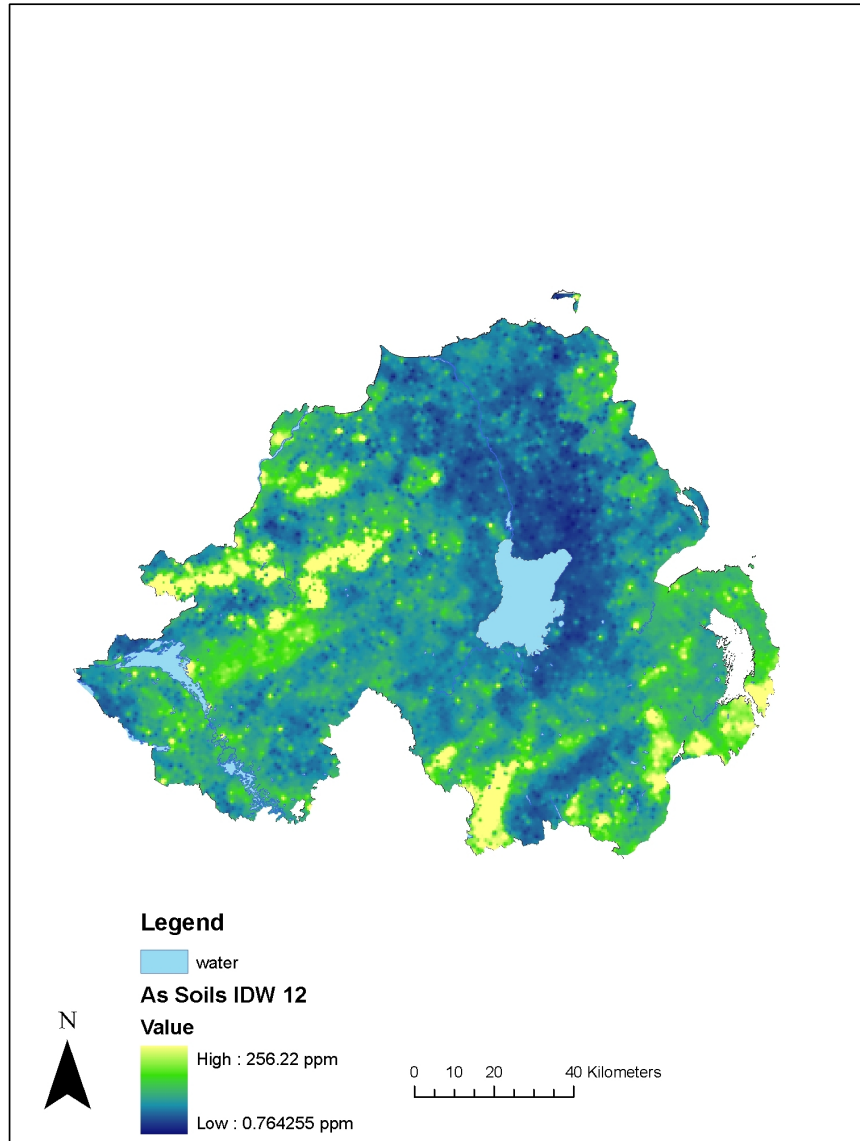 Legend
water
As Soils IDW 12
Value
High : 256.22 ppm
Low : 0.764255 ppm
N
0 10 20 40 Kilometers